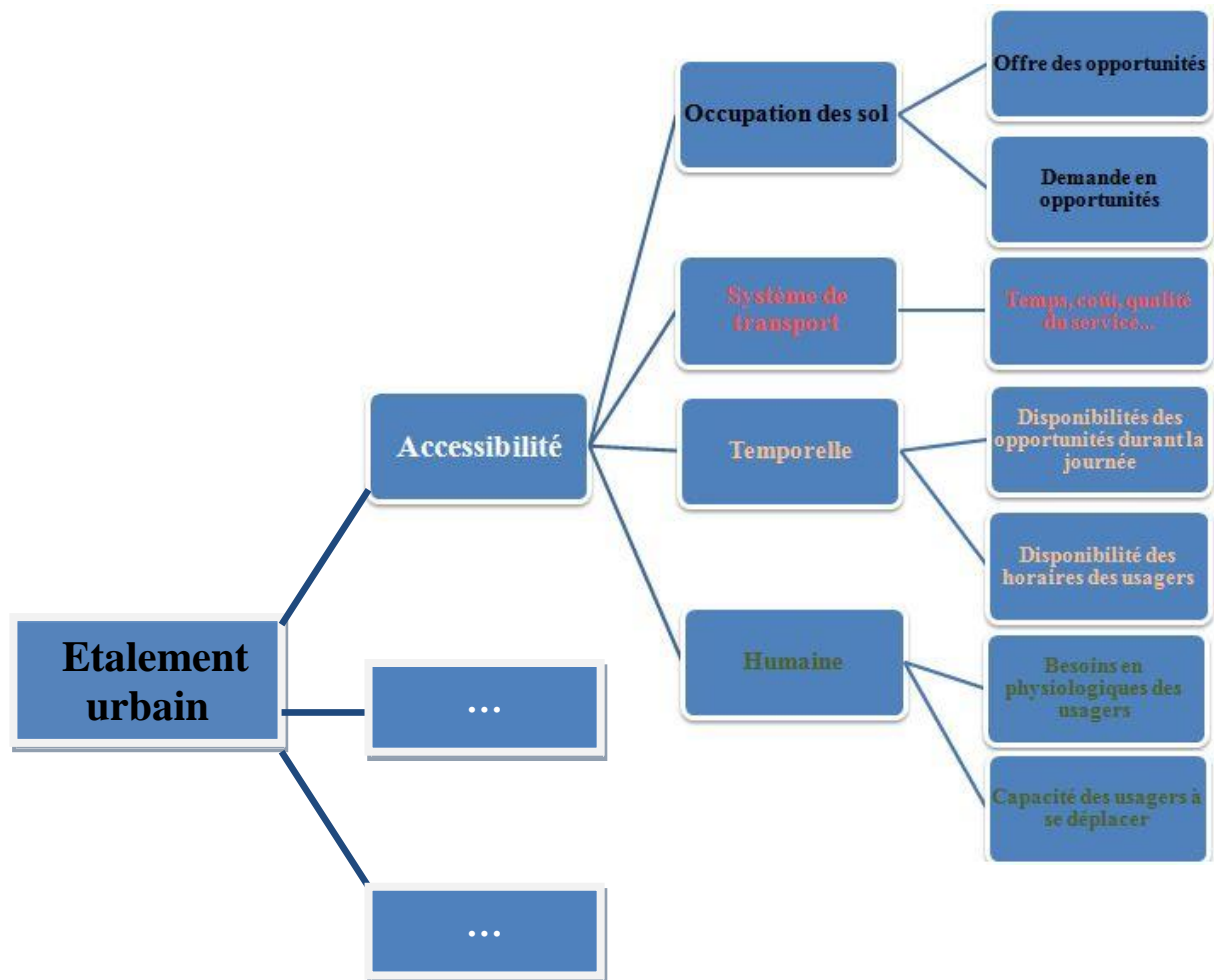 Offre des opportunités
Occupation des sol
Demande en
opportunités
Système de
transport
Temps, coût, qualité
du service...
Accessibilité
Temporelle
Disponibilités des
opportunités durant la
journée
Disponibilité des
horaires des usagers
Etalement
urbain
Humaine
Besoins en
physiologiques des
usagers
...
Capacité des usagers à
se déplacer
...